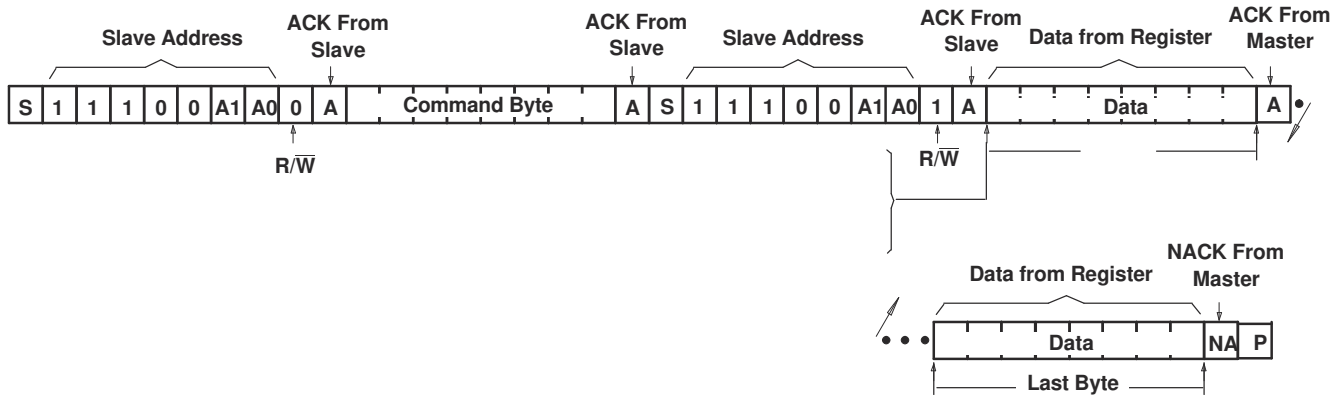 Slave Address
ACK From
Slave
ACK From
Slave
Slave Address
ACK From
Slave
Data from Register
ACK From
Master
S 1 1 1 0 0 A1 A0 0 A Command Byte A S 1 1 1 0 0 A1 A0 1 A Data A
R/W̅
R/W̅
Data from Register
NACK From
Master
Data NA P
Last Byte